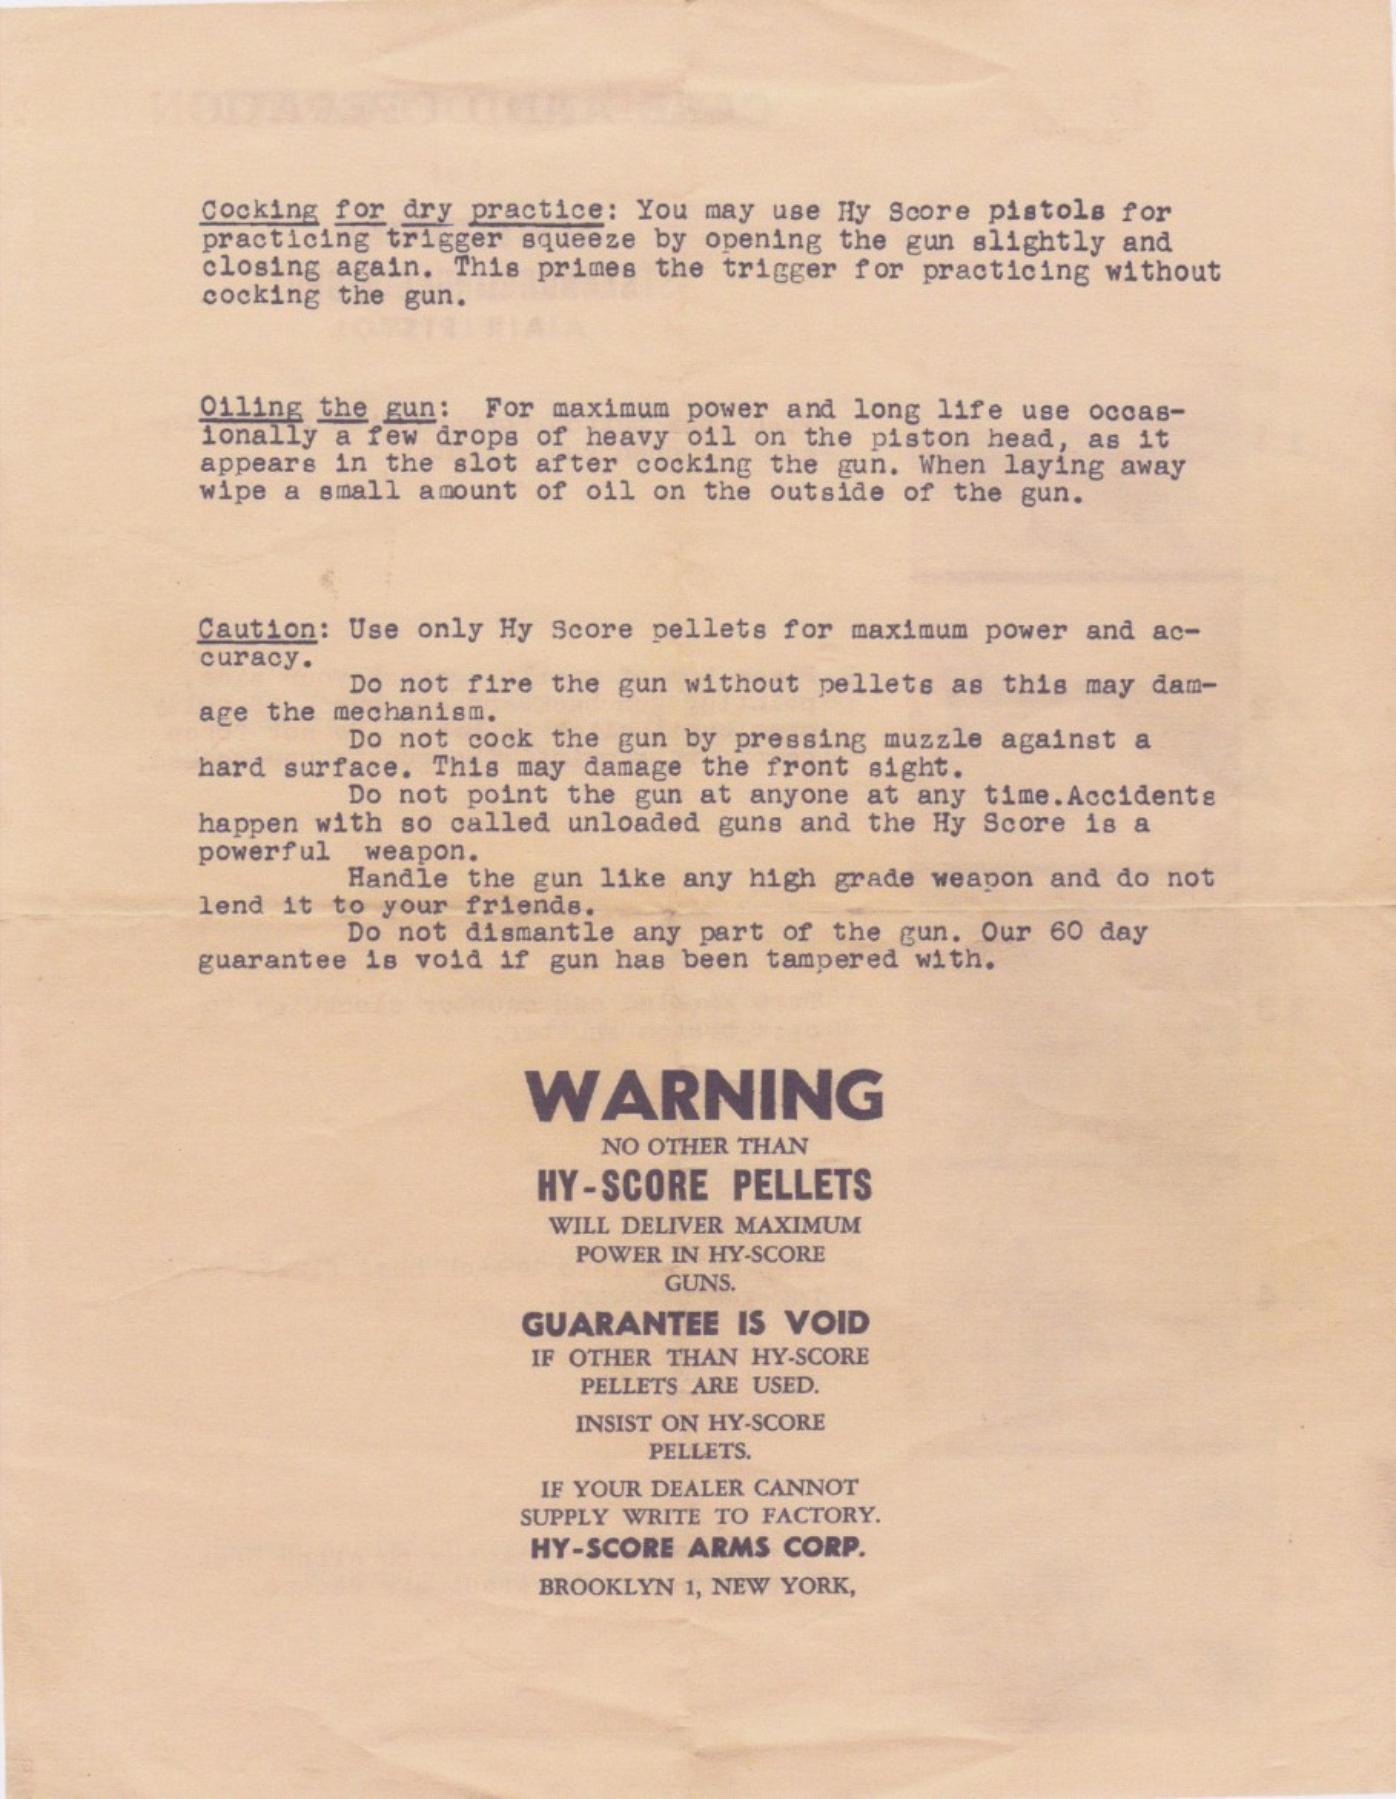 Cocking for dry practice: You may use Hy Score pistols for
practicing trigger squeeze by opening the gun slightly and
closing again. This primes the trigger for practicing without
cocking the gun.
Oiling the gun: For maximum power and long life use occas-
ionally a few drops of heavy oil on the piston head, as it
appears in the slot after cocking the gun. When laying away
wipe a small amount of oil on the outside of the gun.
Caution: Use only Hy Score pellets for maximum power and ac-
curacy.
Do not fire the gun without pellets as this may dam-
age the mechanism.
Do not cock the gun by pressing muzzle against a
hard surface. This may damage the front sight.
Do not point the gun at anyone at any time.Accidents
happen with so called unloaded guns and the Hy Score is a
powerful weapon.
Handle the gun like any high grade weapon and do not
lend it to your friends.
Do not dismantle any part of the gun. Our 60 day
guarantee is void if gun has been tampered with.
WARNING
NO OTHER THAN
HY-SCORE PELLETS
WILL DELIVER MAXIMUM
POWER IN HY-SCORE
GUNS.
GUARANTEE IS VOID
IF OTHER THAN HY-SCORE
PELLETS ARE USED.
INSIST ON HY-SCORE
PELLETS.
IF YOUR DEALER CANNOT
SUPPLY WRITE TO FACTORY.
HY-SCORE ARMS CORP.
BROOKLYN 1, NEW YORK,